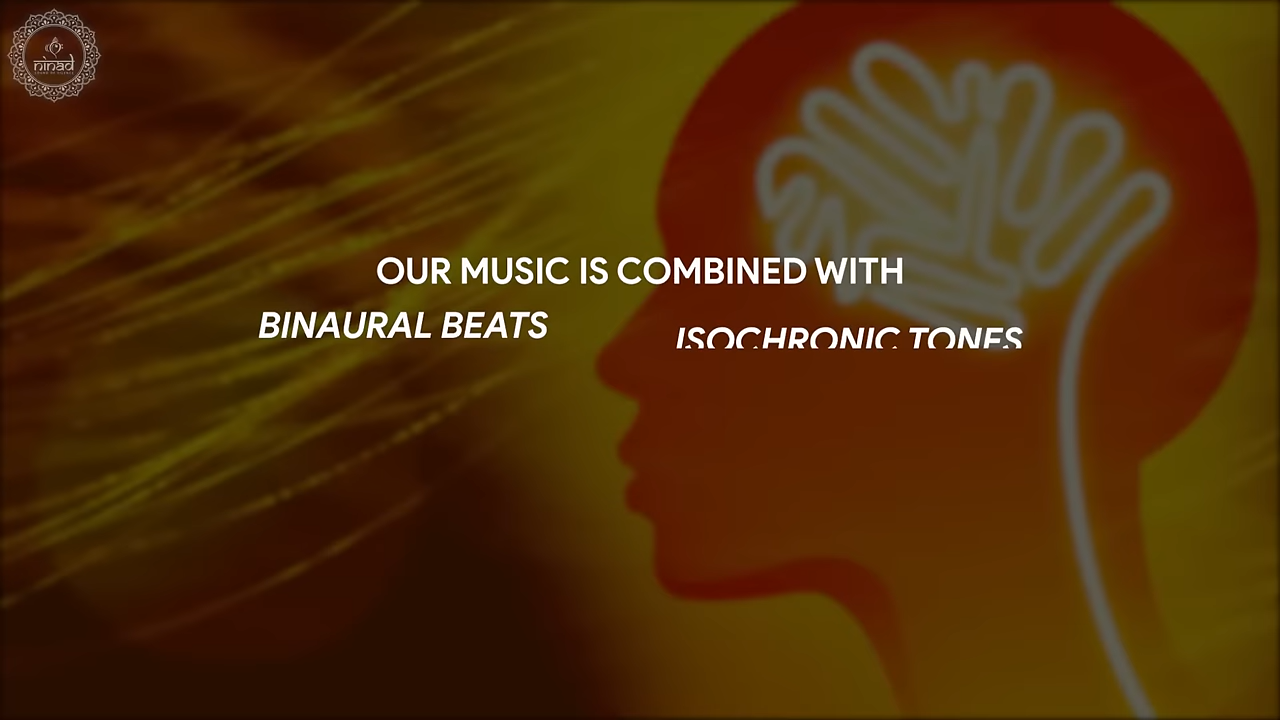 ninad
OUR MUSIC IS COMBINED WITH
BINAURAL BEATS ISOCHRONIC TONES